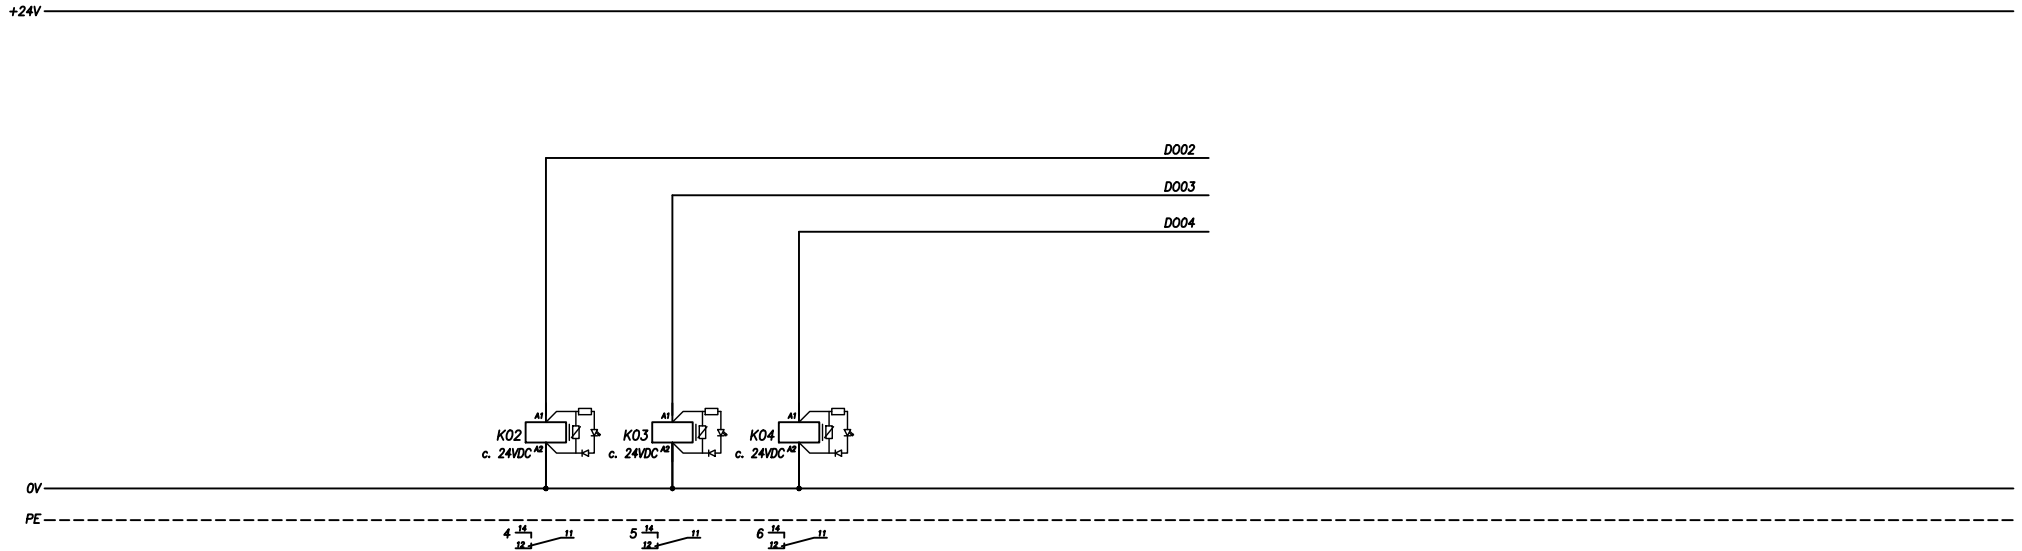 +24V
DO02
DO03
DO04
A1 A1 A1
K02 K03 K04
c. 24VDC A2 c. 24VDC A2 c. 24VDC A2
0V
PE
4 14 11 5 14 11 6 14 11
12 12 12